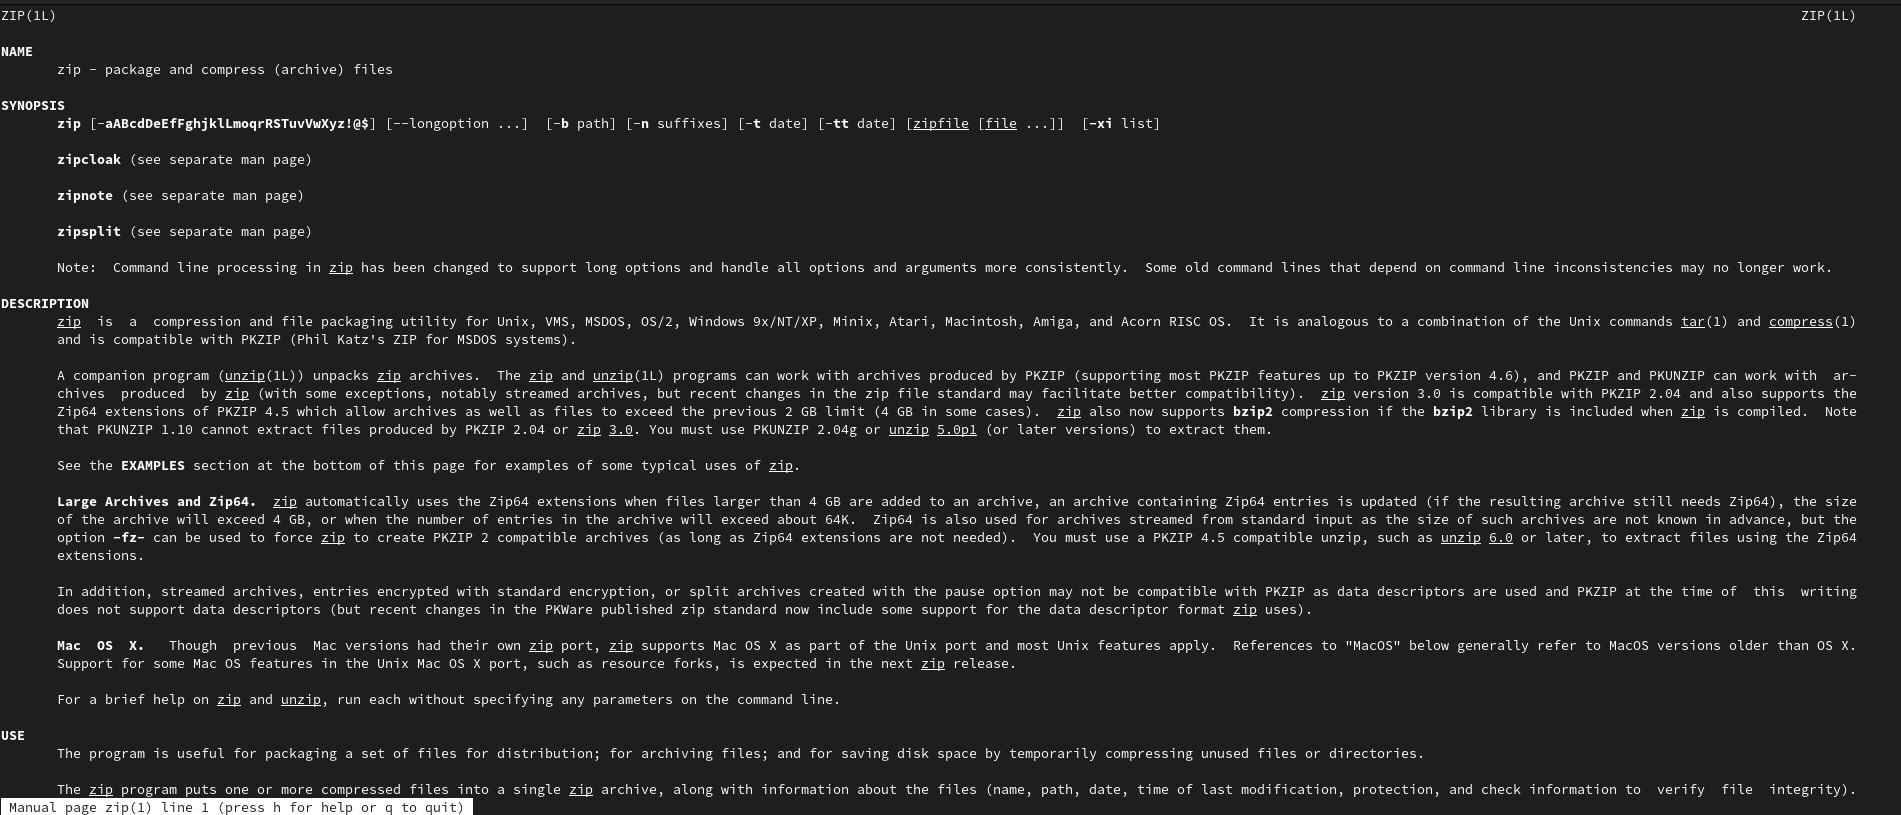 ZIP(1L) ZIP(1L)
NAME
zip - package and compress (archive) files
SYNOPSIS
zip [-aABcdDeEfFghjklLmoqrRSTuvVwXyz!@$] [--longoption ...]  [-b path] [-n suffixes] [-t date] [-tt date] [zipfile [file ...]]  [-xi list]
zipcloak (see separate man page)
zipnote (see separate man page)
zipsplit (see separate man page)
Note:  Command line processing in zip has been changed to support long options and handle all options and arguments more consistently.  Some old command lines that depend on command line inconsistencies may no longer work.
DESCRIPTION
zip  is  a  compression and file packaging utility for Unix, VMS, MSDOS, OS/2, Windows 9x/NT/XP, Minix, Atari, Macintosh, Amiga, and Acorn RISC OS.  It is analogous to a combination of the Unix commands tar(1) and compress(1)
and is compatible with PKZIP (Phil Katz's ZIP for MSDOS systems).
A companion program (unzip(1L)) unpacks zip archives.  The zip and unzip(1L) programs can work with archives produced by PKZIP (supporting most PKZIP features up to PKZIP version 4.6), and PKZIP and PKUNZIP can work with  ar-
chives  produced  by zip (with some exceptions, notably streamed archives, but recent changes in the zip file standard may facilitate better compatibility).  zip version 3.0 is compatible with PKZIP 2.04 and also supports the
Zip64 extensions of PKZIP 4.5 which allow archives as well as files to exceed the previous 2 GB limit (4 GB in some cases).  zip also now supports bzip2 compression if the bzip2 library is included when zip is compiled.  Note
that PKUNZIP 1.10 cannot extract files produced by PKZIP 2.04 or zip 3.0. You must use PKUNZIP 2.04g or unzip 5.0p1 (or later versions) to extract them.
See the EXAMPLES section at the bottom of this page for examples of some typical uses of zip.
Large Archives and Zip64.  zip automatically uses the Zip64 extensions when files larger than 4 GB are added to an archive, an archive containing Zip64 entries is updated (if the resulting archive still needs Zip64), the size
of the archive will exceed 4 GB, or when the number of entries in the archive will exceed about 64K.  Zip64 is also used for archives streamed from standard input as the size of such archives are not known in advance, but the
option -fz- can be used to force zip to create PKZIP 2 compatible archives (as long as Zip64 extensions are not needed).  You must use a PKZIP 4.5 compatible unzip, such as unzip 6.0 or later, to extract files using the Zip64
extensions.
In addition, streamed archives, entries encrypted with standard encryption, or split archives created with the pause option may not be compatible with PKZIP as data descriptors are used and PKZIP at the time of  this  writing
does not support data descriptors (but recent changes in the PKWare published zip standard now include some support for the data descriptor format zip uses).
Mac  OS  X.   Though  previous  Mac versions had their own zip port, zip supports Mac OS X as part of the Unix port and most Unix features apply.  References to "MacOS" below generally refer to MacOS versions older than OS X.
Support for some Mac OS features in the Unix Mac OS X port, such as resource forks, is expected in the next zip release.
For a brief help on zip and unzip, run each without specifying any parameters on the command line.
USE
The program is useful for packaging a set of files for distribution; for archiving files; and for saving disk space by temporarily compressing unused files or directories.
The zip program puts one or more compressed files into a single zip archive, along with information about the files (name, path, date, time of last modification, protection, and check information to  verify  file  integrity).
Manual page zip(1) line 1 (press h for help or q to quit)